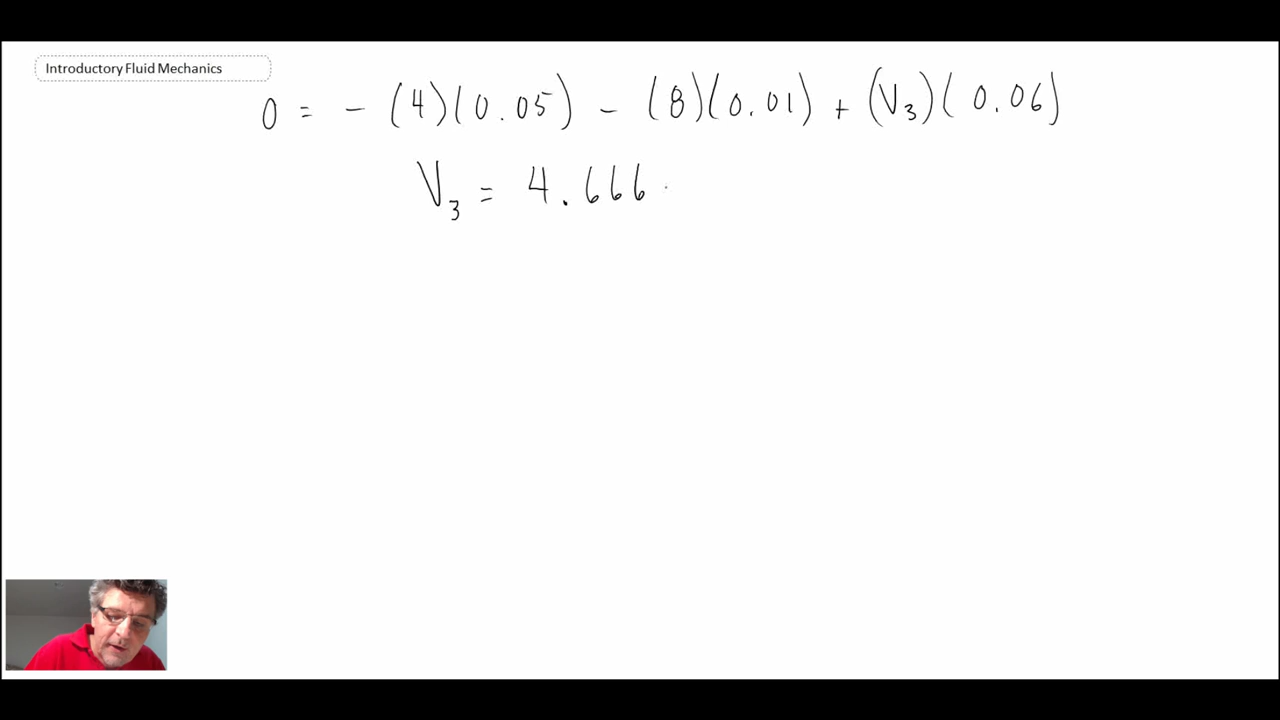 Introductory Fluid Mechanics
0 = - (4)(0.05) - (8)(0.01) + (V₃)(0.06)
V₃ = 4.666